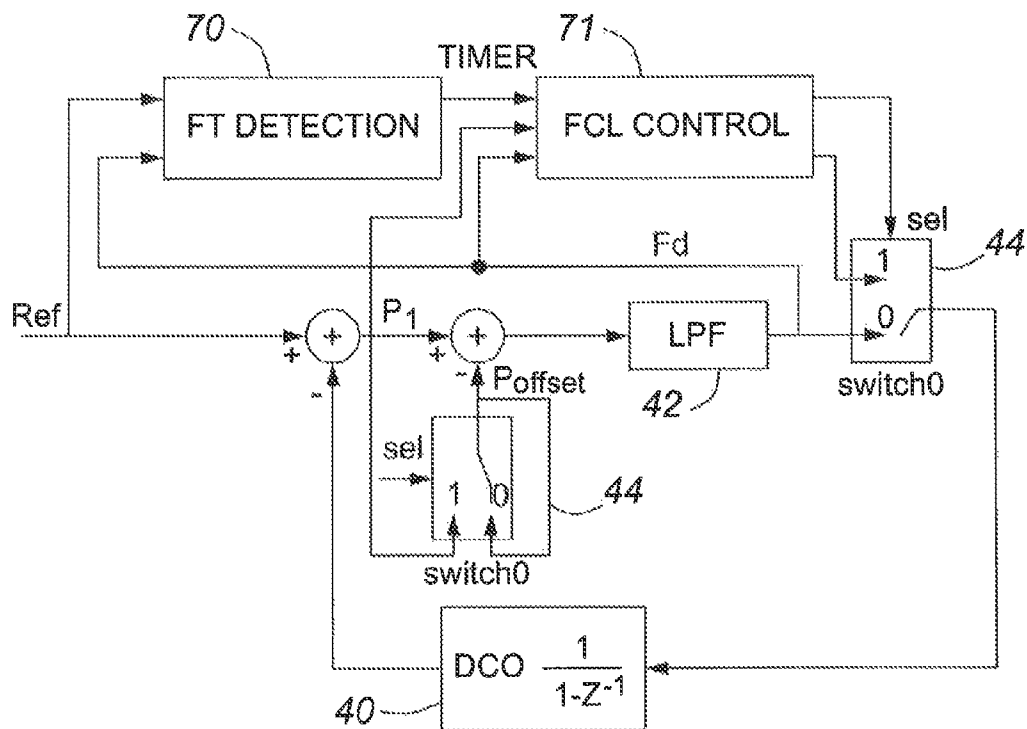 70
71
TIMER
FT DETECTION
FCL CONTROL
sel
44
Fd
1
Ref
P1
0
+
+
+
+
LPF
-
-
Poffset
42
switch0
sel
1
0
44
switch0
DCO 1/(1-Z^-1)
40